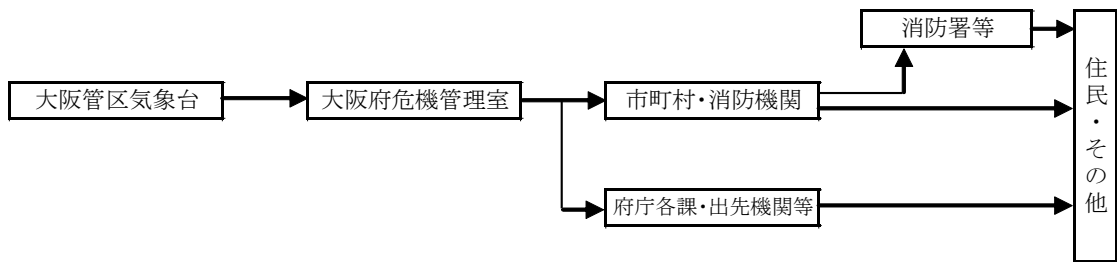 消防署等
大阪管区気象台
大阪府危機管理室
市町村・消防機関
府庁各課・出先機関等
住民・その他